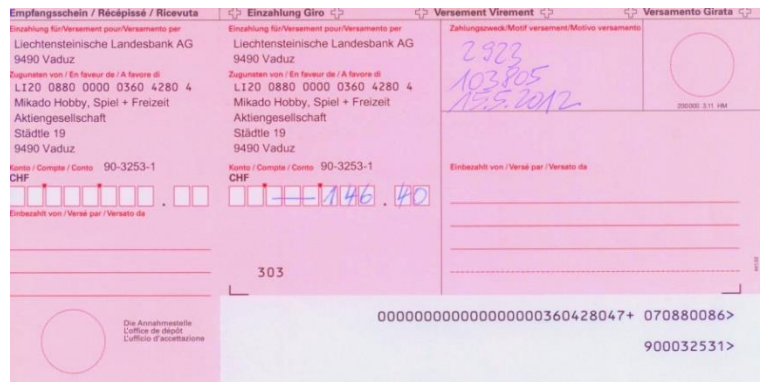 Empfangsschein / Récépissé / Ricevuta
Einzahlung für/Versement pour/Versamento per
Liechtensteinische Landesbank AG
9490 Vaduz
Zugunsten von / En faveur de / A favore di
LI20 0880 0000 0360 4280 4
Mikado Hobby, Spiel + Freizeit
Aktiengesellschaft
Städtle 19
9490 Vaduz
Konto / Compte / Conto 90-3253-1
CHF
.
Einbezahlt von / Versé par / Versato da
Die Annahmestelle
L'office de dépôt
L'ufficio d'accettazione
Einzahlung Giro
Einzahlung für/Versement pour/Versamento per
Liechtensteinische Landesbank AG
9490 Vaduz
Zugunsten von / En faveur de / A favore di
LI20 0880 0000 0360 4280 4
Mikado Hobby, Spiel + Freizeit
Aktiengesellschaft
Städtle 19
9490 Vaduz
Konto / Compte / Conto 90-3253-1
CHF
—146.40
303
Versement Virement
Versamento Girata
Zahlungszweck/Motif versement/Motivo versamento
2923
103805
15.5.2012
200000 3.11 HM
Einbezahlt von / Versé par / Versato da
000000000000000000360428047+ 070880086>
900032531>